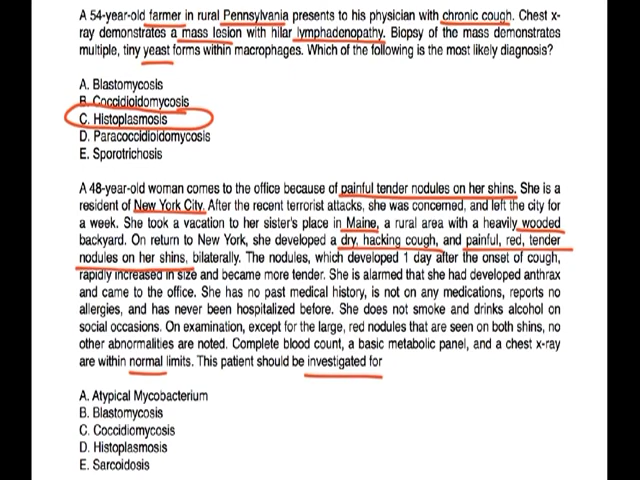 A 54-year-old farmer in rural Pennsylvania presents to his physician with chronic cough. Chest x-
ray demonstrates a mass lesion with hilar lymphadenopathy. Biopsy of the mass demonstrates
multiple, tiny yeast forms within macrophages. Which of the following is the most likely diagnosis?
A. Blastomycosis
B. Coccidioidomycosis
C. Histoplasmosis
D. Paracoccidioidomycosis
E. Sporotrichosis
A 48-year-old woman comes to the office because of painful tender nodules on her shins. She is a
resident of New York City. After the recent terrorist attacks, she was concerned, and left the city for
a week. She took a vacation to her sister's place in Maine, a rural area with a heavily wooded
backyard. On return to New York, she developed a dry, hacking cough, and painful, red, tender
nodules on her shins, bilaterally. The nodules, which developed 1 day after the onset of cough,
rapidly increased in size and became more tender. She is alarmed that she had developed anthrax
and came to the office. She has no past medical history, is not on any medications, reports no
allergies, and has never been hospitalized before. She does not smoke and drinks alcohol on
social occasions. On examination, except for the large, red nodules that are seen on both shins, no
other abnormalities are noted. Complete blood count, a basic metabolic panel, and a chest x-ray
are within normal limits. This patient should be investigated for
A. Atypical Mycobacterium
B. Blastomycosis
C. Coccidiomycosis
D. Histoplasmosis
E. Sarcoidosis